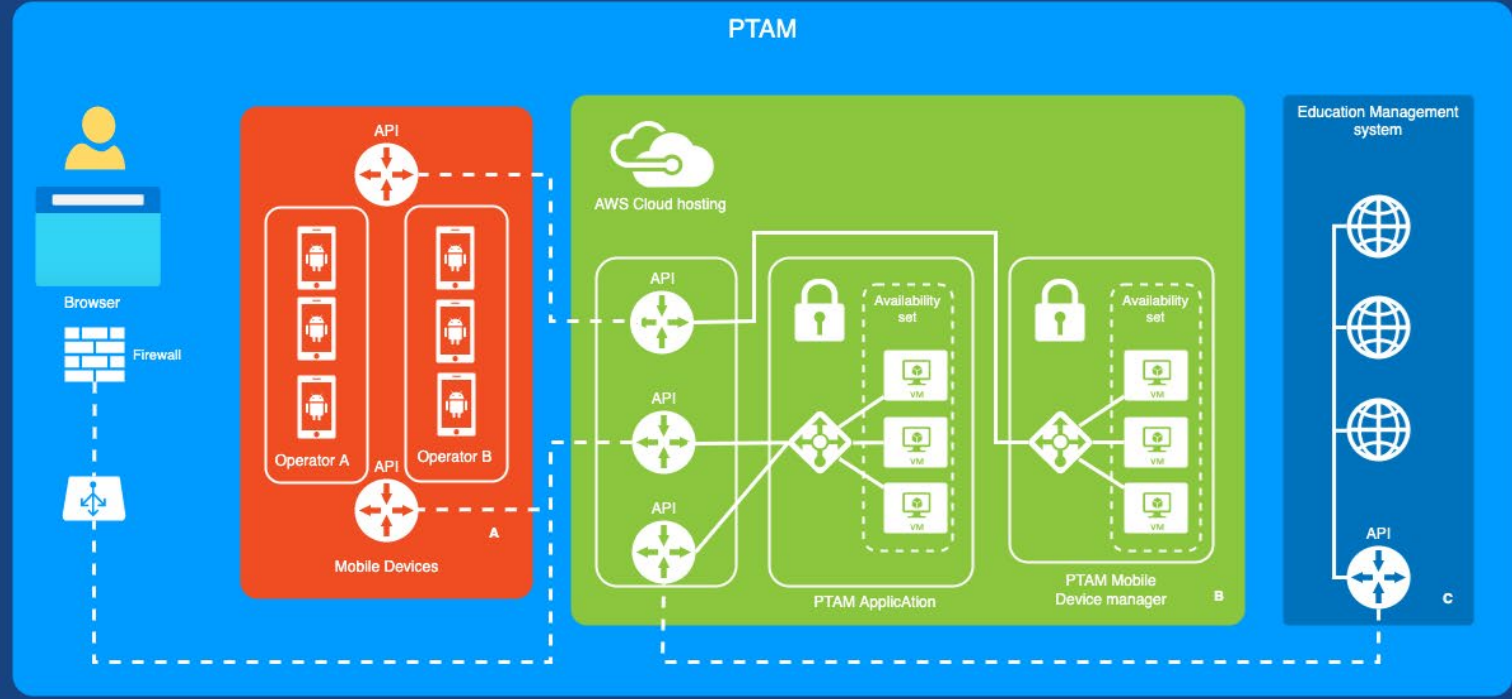 PTAM
Browser
Firewall
API
Operator A
Operator B
API
A
Mobile Devices
AWS Cloud hosting
API
API
API
Availability
set
VM
VM
VM
PTAM ApplicAtion
Availability
set
VM
VM
VM
PTAM Mobile
Device manager
B
Education Management
system
API
C